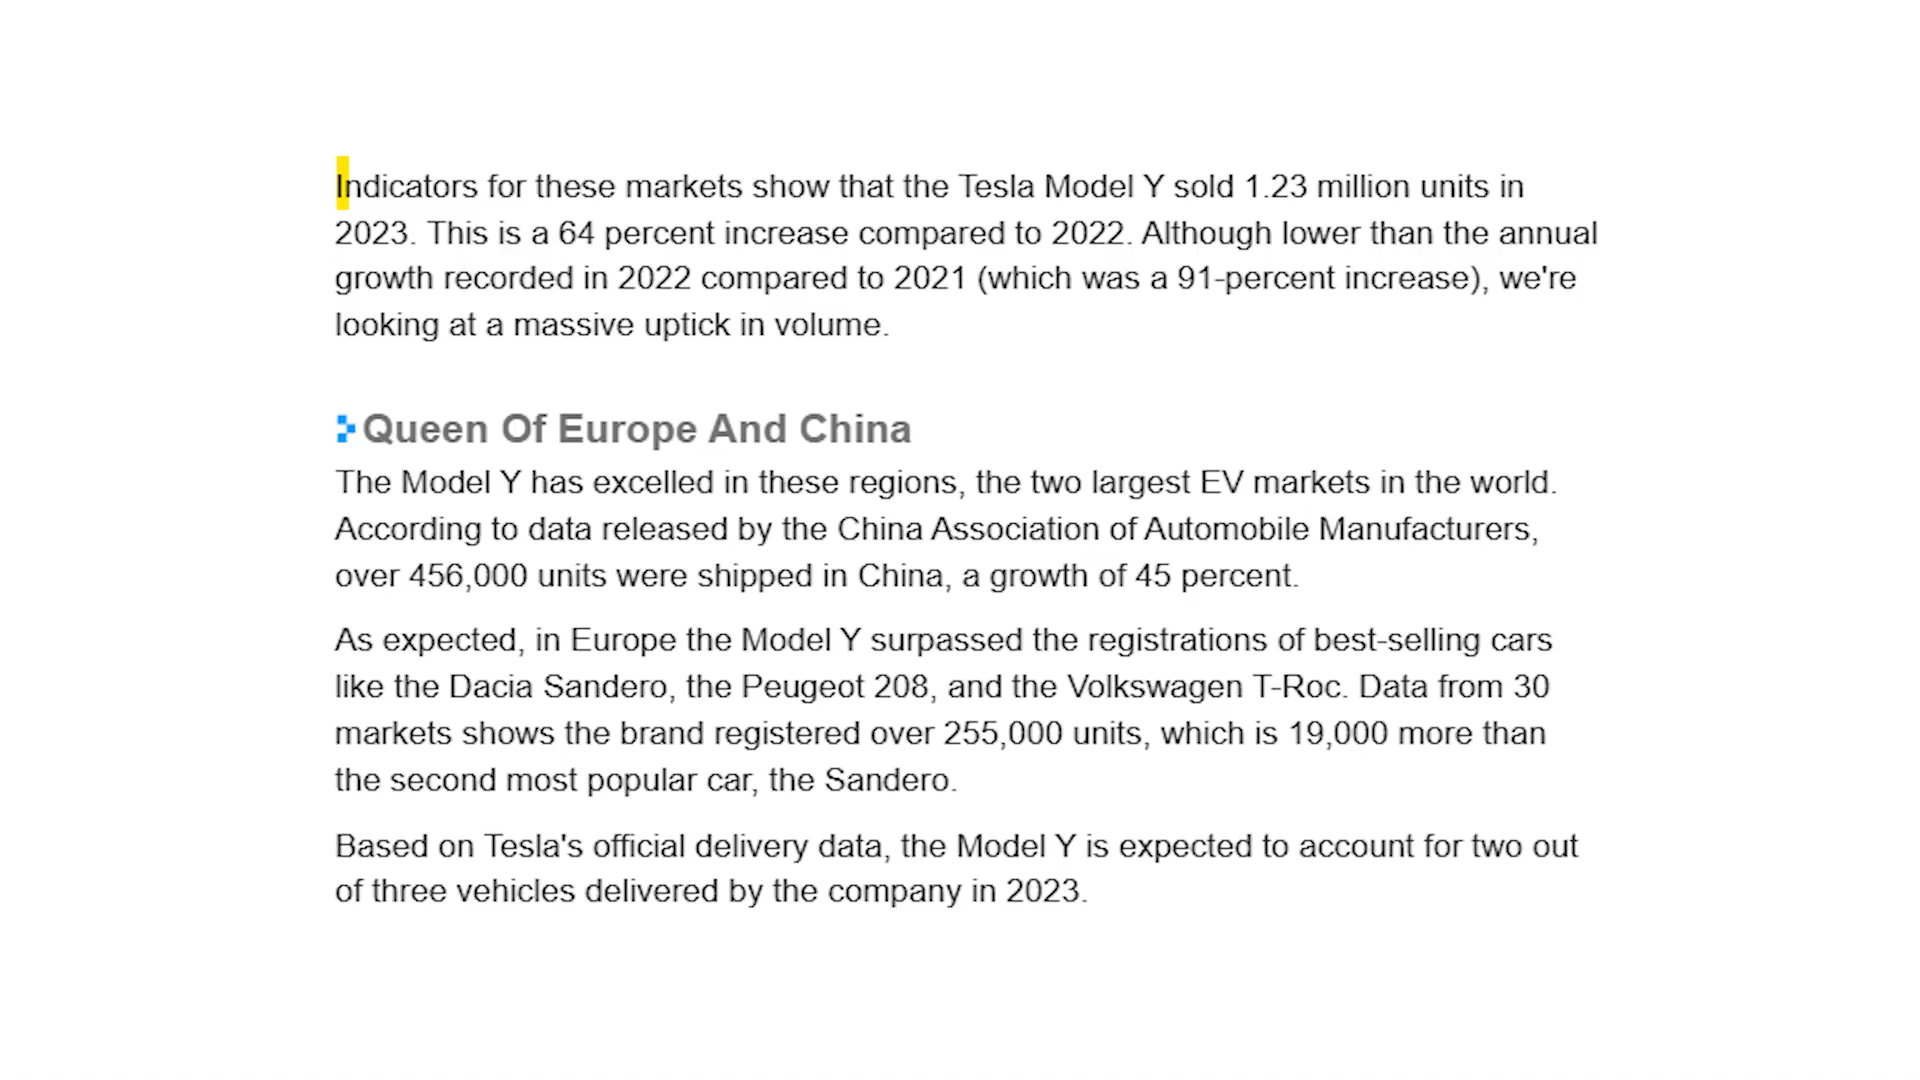 Indicators for these markets show that the Tesla Model Y sold 1.23 million units in
2023. This is a 64 percent increase compared to 2022. Although lower than the annual
growth recorded in 2022 compared to 2021 (which was a 91-percent increase), we're
looking at a massive uptick in volume.
Queen Of Europe And China
The Model Y has excelled in these regions, the two largest EV markets in the world.
According to data released by the China Association of Automobile Manufacturers,
over 456,000 units were shipped in China, a growth of 45 percent.
As expected, in Europe the Model Y surpassed the registrations of best-selling cars
like the Dacia Sandero, the Peugeot 208, and the Volkswagen T-Roc. Data from 30
markets shows the brand registered over 255,000 units, which is 19,000 more than
the second most popular car, the Sandero.
Based on Tesla's official delivery data, the Model Y is expected to account for two out
of three vehicles delivered by the company in 2023.